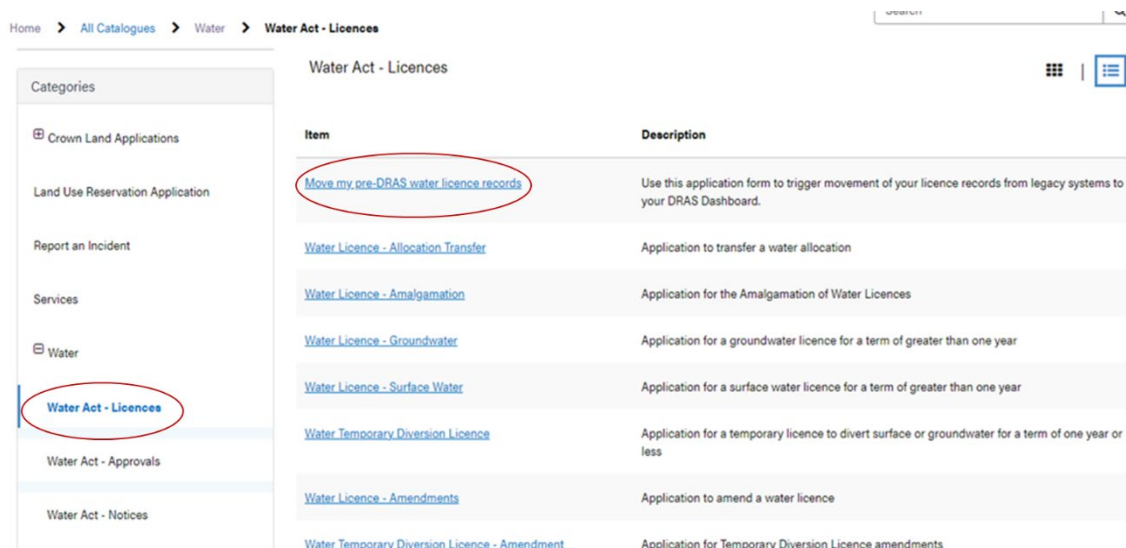 Search
Home > All Catalogues > Water > Water Act - Licences
Categories
Crown Land Applications
Land Use Reservation Application
Report an Incident
Services
Water
Water Act - Licences
Water Act - Approvals
Water Act - Notices
Water Act - Licences
Item Description
Move my pre-DRAS water licence records Use this application form to trigger movement of your licence records from legacy systems to
your DRAS Dashboard.
Water Licence - Allocation Transfer Application to transfer a water allocation
Water Licence - Amalgamation Application for the Amalgamation of Water Licences
Water Licence - Groundwater Application for a groundwater licence for a term of greater than one year
Water Licence - Surface Water Application for a surface water licence for a term of greater than one year
Water Temporary Diversion Licence Application for a temporary licence to divert surface or groundwater for a term of one year or
less
Water Licence - Amendments Application to amend a water licence
Water Temporary Diversion Licence - Amendment Application for Temporary Diversion Licence amendments